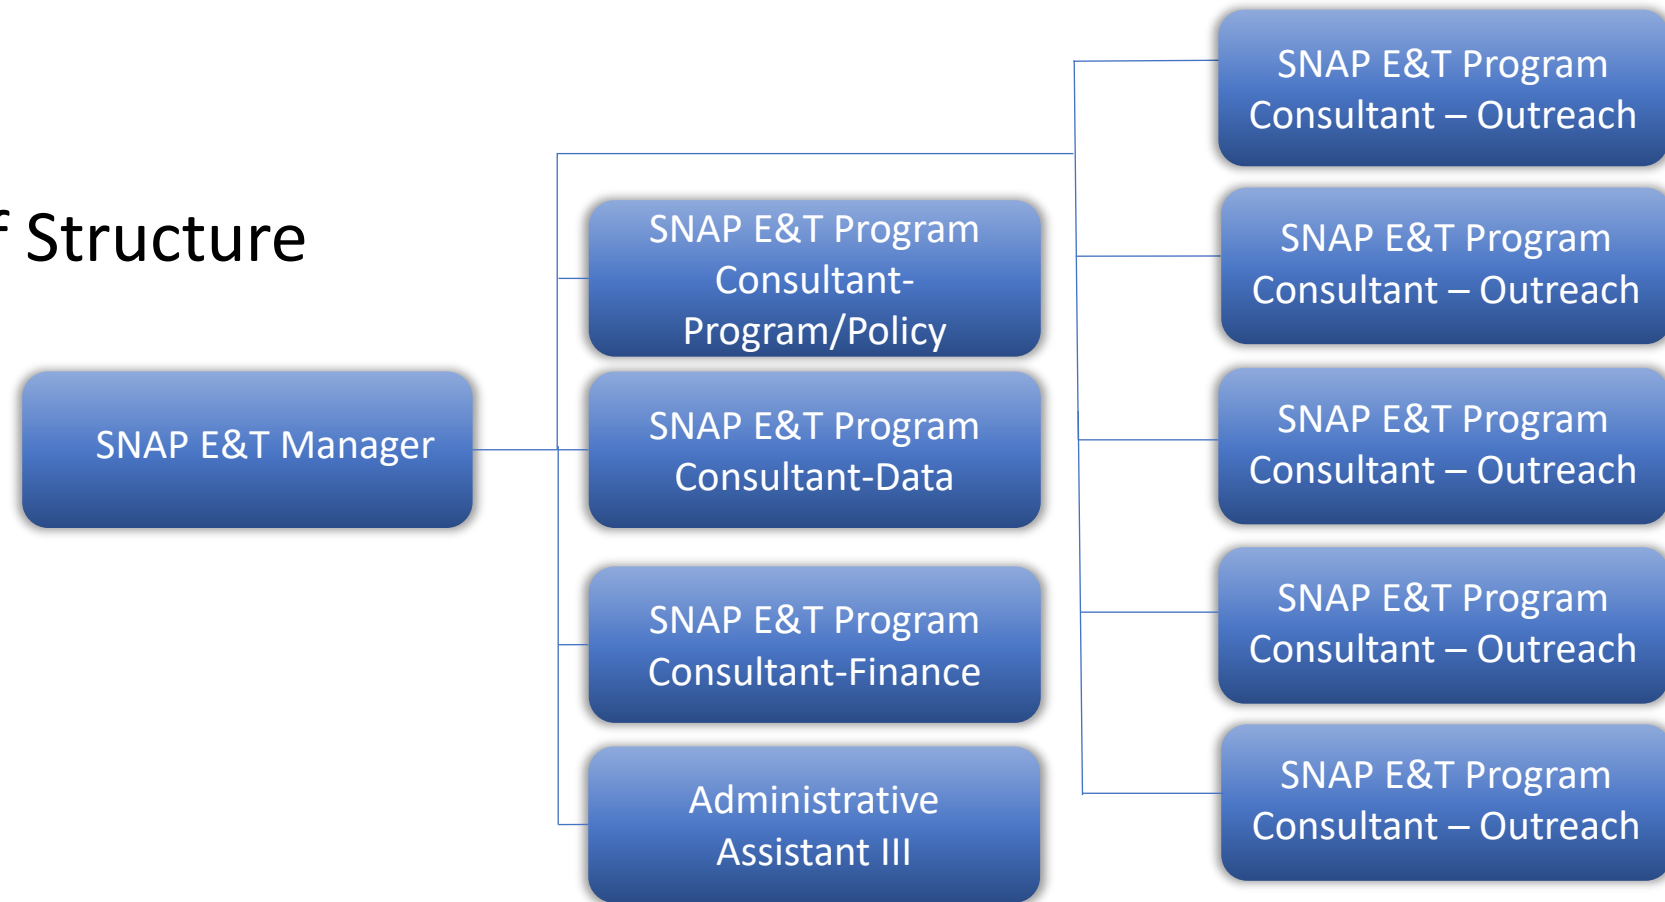 f Structure
SNAP E&T Manager
SNAP E&T Program
Consultant-
Program/Policy
SNAP E&T Program
Consultant-Data
SNAP E&T Program
Consultant-Finance
Administrative
Assistant III
SNAP E&T Program
Consultant – Outreach
SNAP E&T Program
Consultant – Outreach
SNAP E&T Program
Consultant – Outreach
SNAP E&T Program
Consultant – Outreach
SNAP E&T Program
Consultant – Outreach